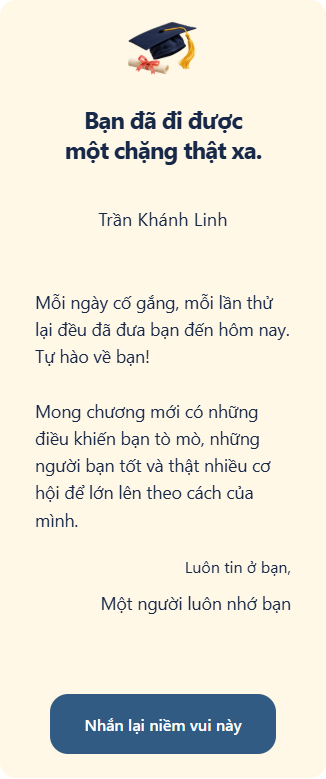 Bạn đã đi được
một chặng thật xa.
Trần Khánh Linh
Mỗi ngày cố gắng, mỗi lần thử
lại đều đã đưa bạn đến hôm nay.
Tự hào về bạn!
Mong chương mới có những
điều khiến bạn tò mò, những
người bạn tốt và thật nhiều cơ
hội để lớn lên theo cách của
mình.
Luôn tin ở bạn,
Một người luôn nhớ bạn
Nhắn lại niềm vui này